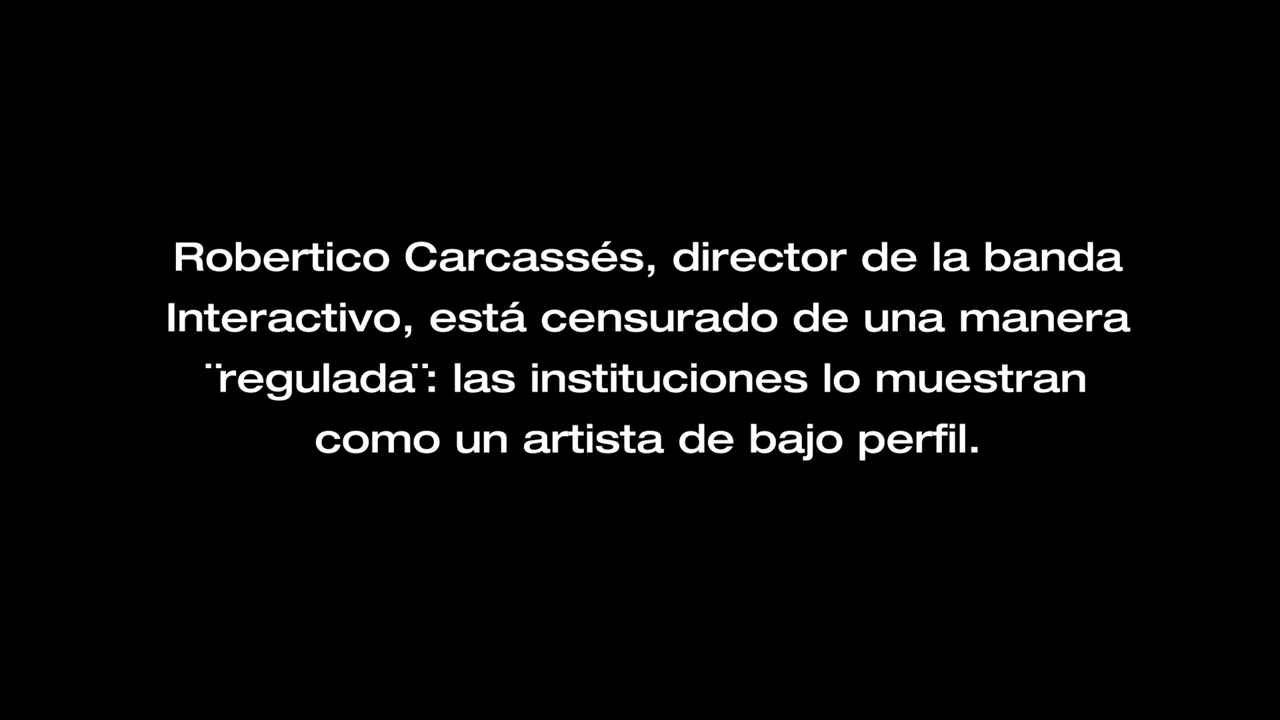 Robertico Carcassés, director de la banda
Interactivo, está censurado de una manera
¨regulada¨: las instituciones lo muestran
como un artista de bajo perfil.